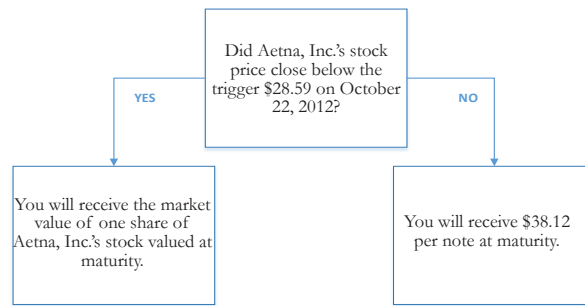 Did Aetna, Inc.'s stock
price close below the
trigger $28.59 on October
22, 2012?
YES
NO
You will receive the market
value of one share of
Aetna, Inc.'s stock valued at
maturity.
You will receive $38.12
per note at maturity.